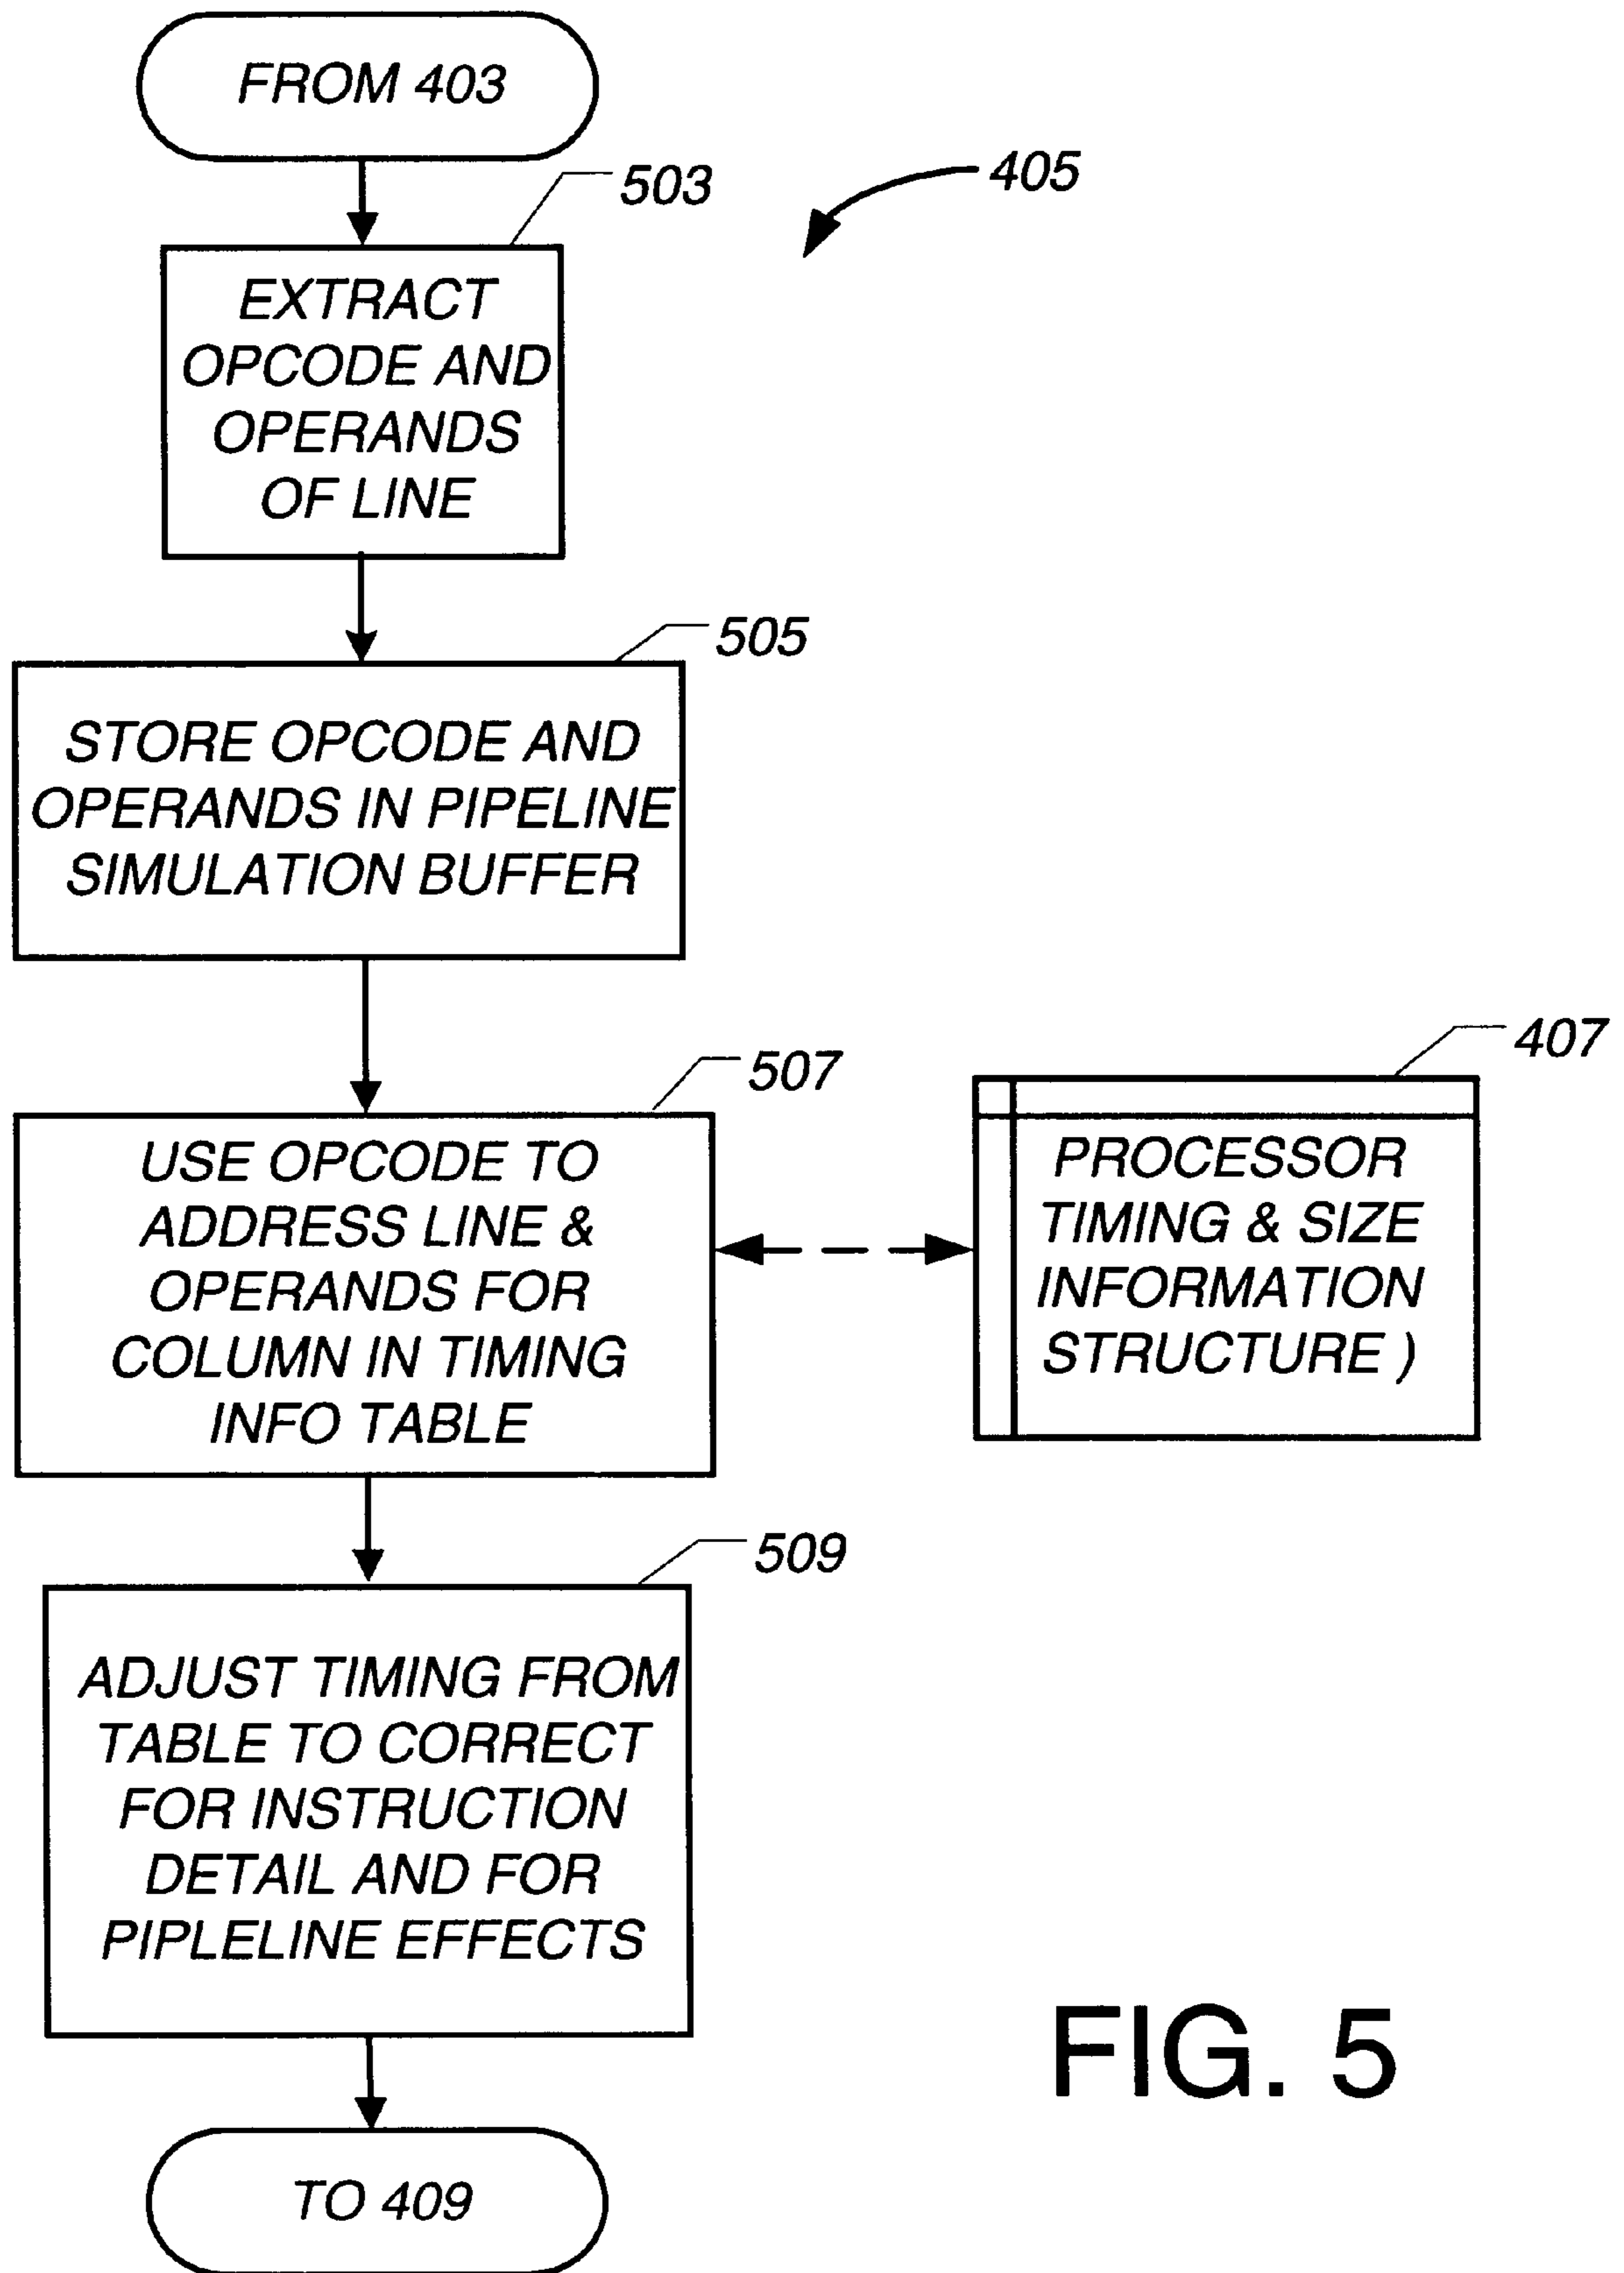 FROM 403
405
503
EXTRACT
OPCODE AND
OPERANDS
OF LINE
505
STORE OPCODE AND
OPERANDS IN PIPELINE
SIMULATION BUFFER
507
USE OPCODE TO
ADDRESS LINE &
OPERANDS FOR
COLUMN IN TIMING
INFO TABLE
407
PROCESSOR
TIMING & SIZE
INFORMATION
STRUCTURE )
509
ADJUST TIMING FROM
TABLE TO CORRECT
FOR INSTRUCTION
DETAIL AND FOR
PIPLELINE EFFECTS
TO 409
FIG. 5